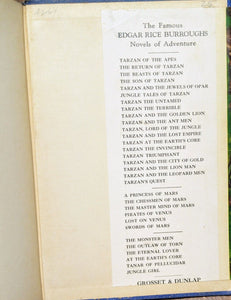 The Famous
EDGAR RICE BURROUGHS
Novels of Adventure
TARZAN OF THE APES
THE RETURN OF TARZAN
THE BEASTS OF TARZAN
THE SON OF TARZAN
TARZAN AND THE JEWELS OF OPAR
JUNGLE TALES OF TARZAN
TARZAN THE UNTAMED
TARZAN THE TERRIBLE
TARZAN AND THE GOLDEN LION
TARZAN AND THE ANT MEN
TARZAN, LORD OF THE JUNGLE
TARZAN AND THE LOST EMPIRE
TARZAN AT THE EARTH'S CORE
TARZAN THE INVINCIBLE
TARZAN TRIUMPHANT
TARZAN AND THE CITY OF GOLD
TARZAN AND THE LION MAN
TARZAN AND THE LEOPARD MEN
TARZAN'S QUEST
A PRINCESS OF MARS
THE CHESSMEN OF MARS
THE MASTER MIND OF MARS
PIRATES OF VENUS
LOST ON VENUS
SWORDS OF MARS
THE MONSTER MEN
THE OUTLAW OF TORN
THE ETERNAL LOVER
AT THE EARTH'S CORE
TANAR OF PELLUCIDAR
JUNGLE GIRL
GROSSET & DUNLAP